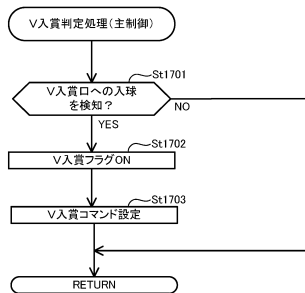 V入賞判定処理(主制御)
St1701
V入賞口への入球
を検知?
NO
YES
St1702
V入賞フラグON
St1703
V入賞コマンド設定
RETURN